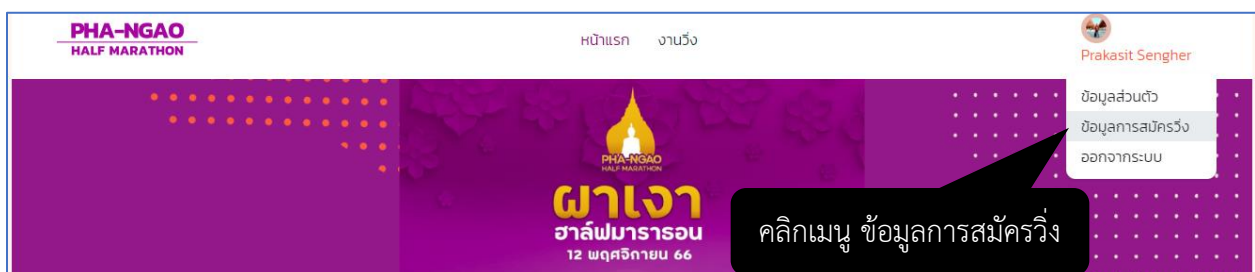 PHA-NGAO
HALF MARATHON
หน้าแรก งานวิ่ง
Prakasit Sengher
ข้อมูลส่วนตัว
ข้อมูลการสมัครวิ่ง
ออกจากระบบ
PHA-NGAO
HALF MARATHON
ผาเงา
ฮาล์ฟมาราธอน
12 พฤศจิกายน 66
คลิกเมนู ข้อมูลการสมัครวิ่ง